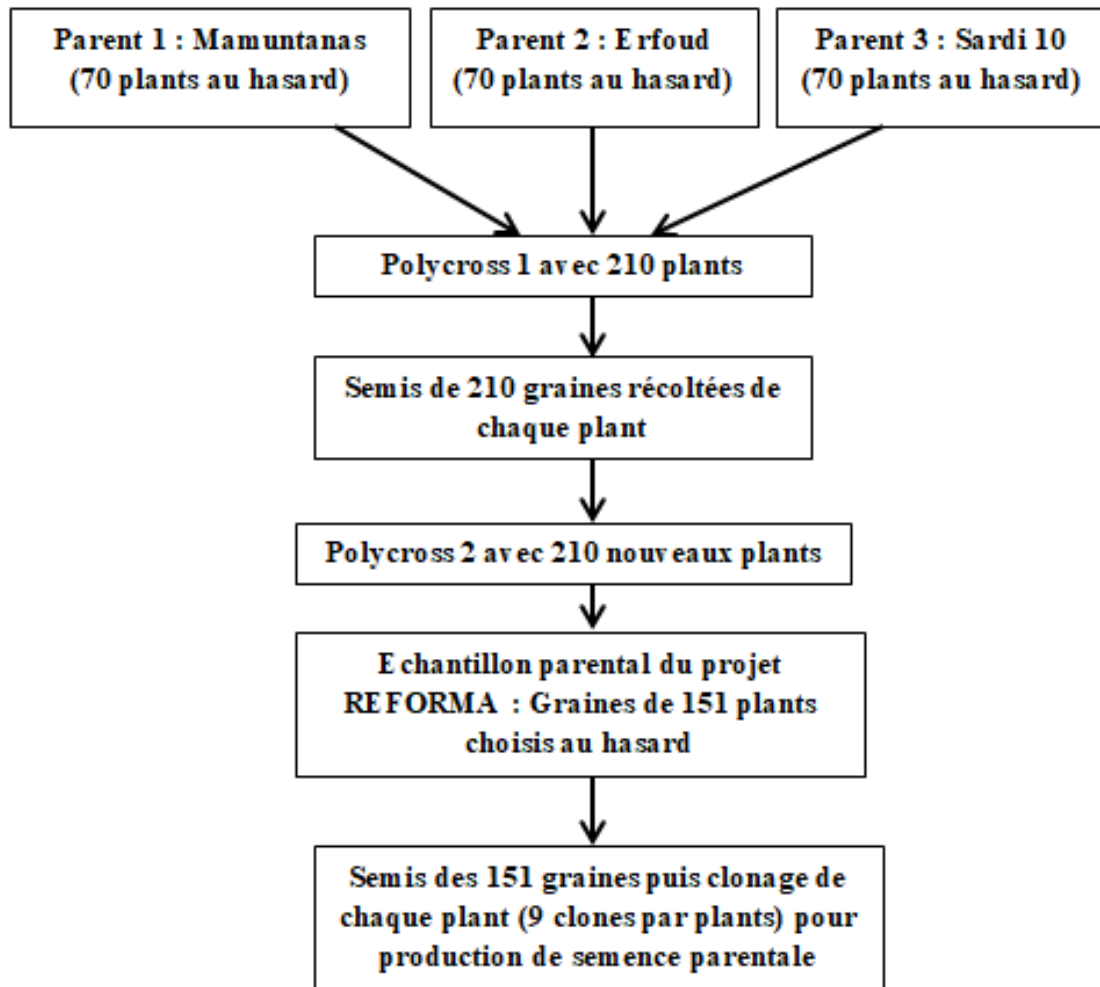 Parent 1 : Mamuntanas
(70 plants au hasard)
Parent 2 : Erfoud
(70 plants au hasard)
Parent 3 : Sardi 10
(70 plants au hasard)
Polycross 1 avec 210 plants
Semis de 210 graines récoltées de
chaque plant
Polycross 2 avec 210 nouveaux plants
Echantillon parental du projet
REFORMA : Graines de 151 plants
choisis au hasard
Semis des 151 graines puis clonage de
chaque plant (9 clones par plants) pour
production de semence parentale